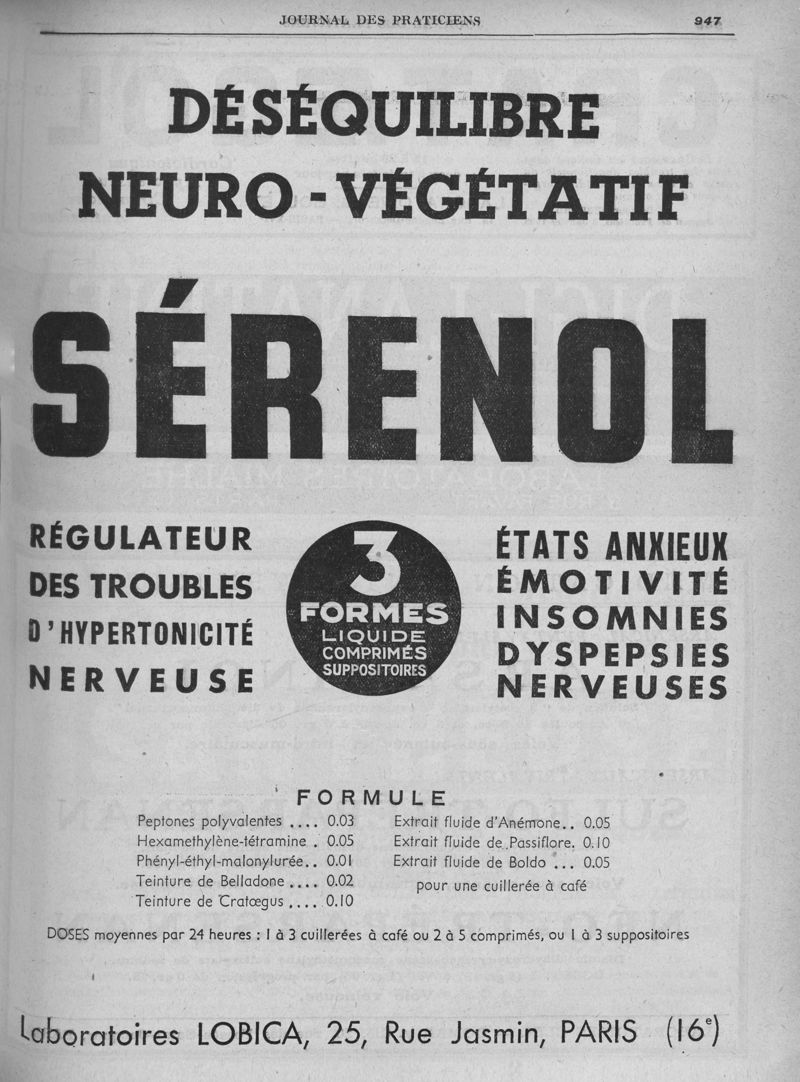 JOURNAL DES PRATICIENS 947
DÉSÉQUILIBRE
NEURO - VÉGÉTATIF
SÉRENOL
RÉGULATEUR
DES TROUBLES
D'HYPERTONICITÉ
NERVEUSE
3
FORMES
LIQUIDE
COMPRIMÉS
SUPPOSITOIRES
ÉTATS ANXIEUX
ÉMOTIVITÉ
INSOMNIES
DYSPEPSIES
NERVEUSES
FORMULE
Peptones polyvalentes .... 0.03
Hexamethylène-tétramine . 0.05
Phényl-éthyl-malonylurée.. 0.01
Teinture de Belladone .... 0.02
Teinture de Cratœgus .... 0.10
Extrait fluide d'Anémone.. 0.05
Extrait fluide de Passiflore. 0.10
Extrait fluide de Boldo ... 0.05
pour une cuillerée à café
DOSES moyennes par 24 heures : 1 à 3 cuillerées à café ou 2 à 5 comprimés, ou 1 à 3 suppositoires
Laboratoires LOBICA, 25, Rue Jasmin, PARIS (16e)